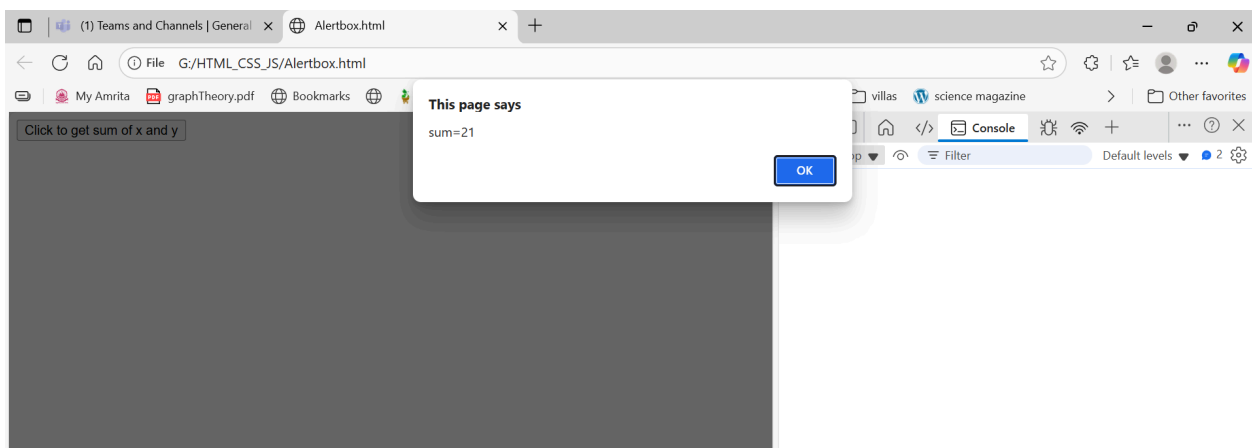 (1) Teams and Channels | General
Alertbox.html
File G:/HTML_CSS_JS/Alertbox.html
My Amrita graphTheory.pdf Bookmarks villas science magazine Other favorites
This page says
sum=21
OK
Click to get sum of x and y
Console
Filter Default levels 2